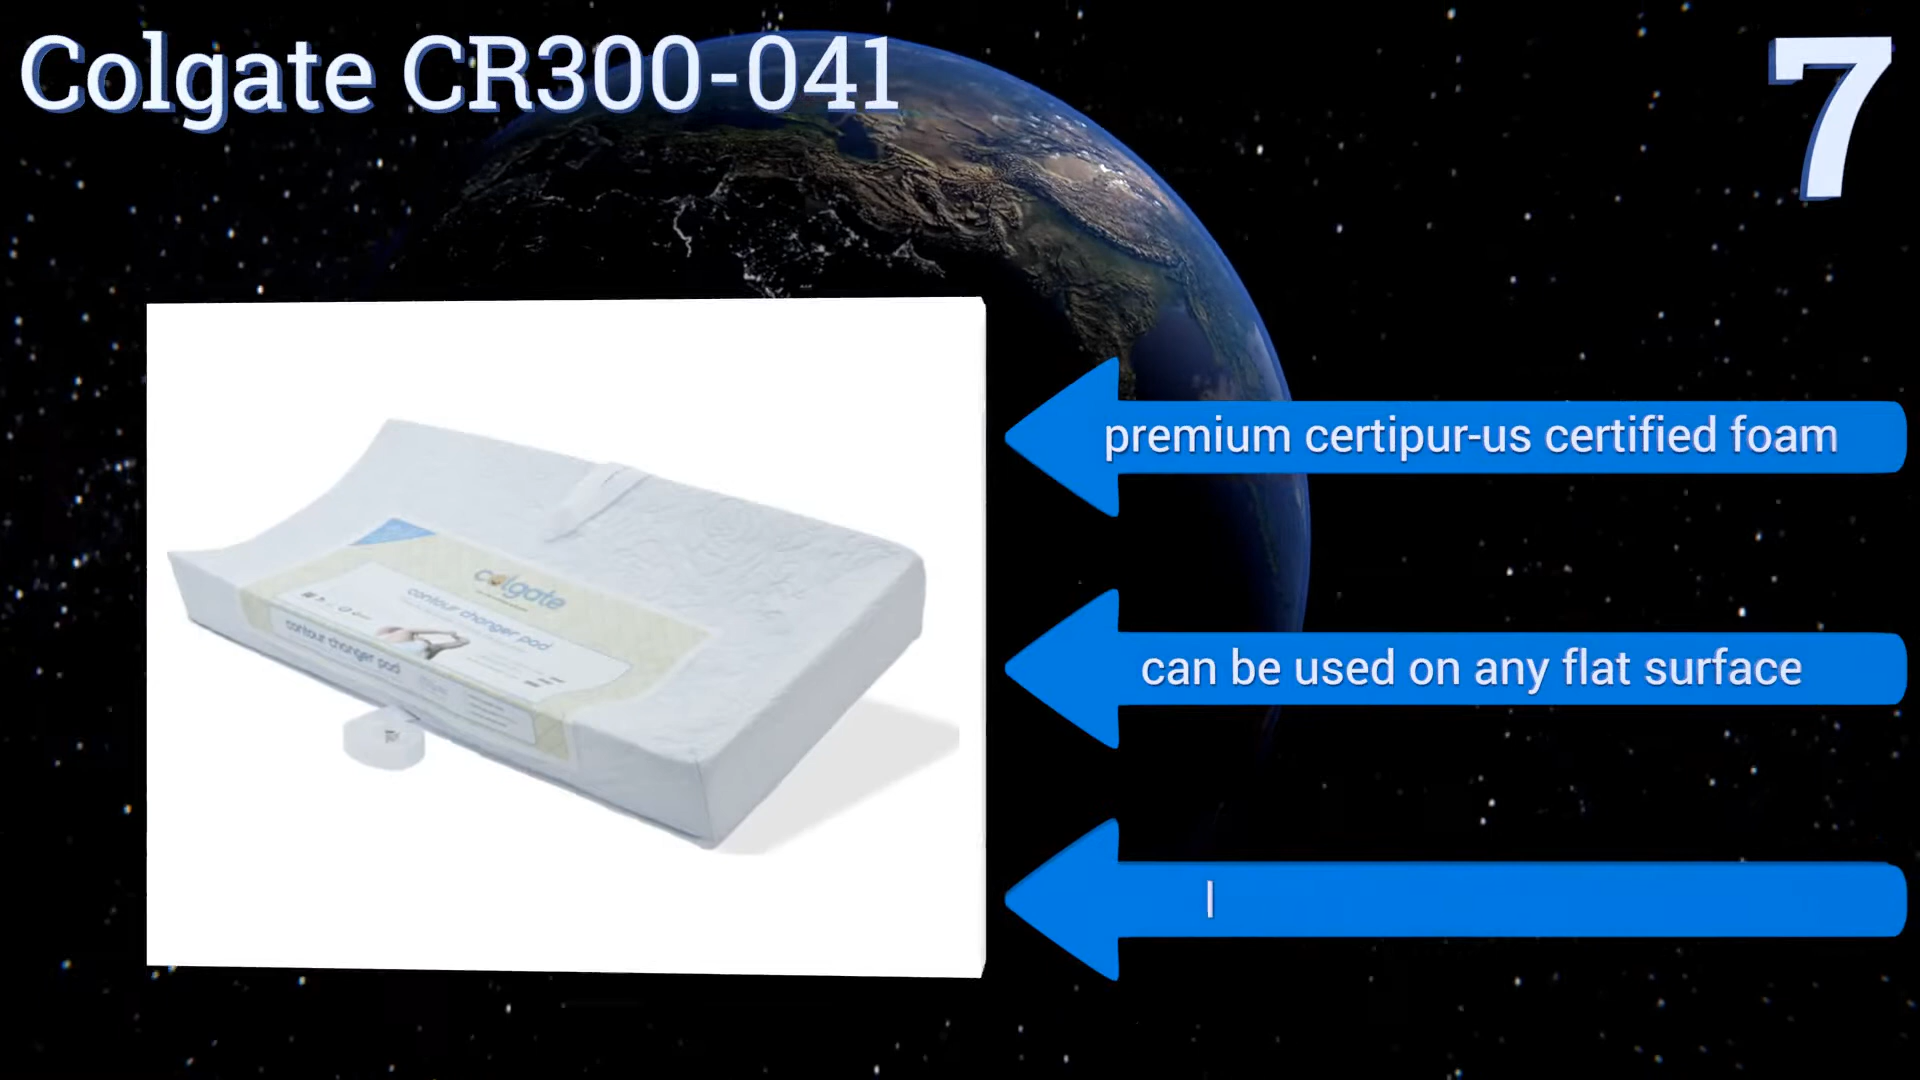 Colgate CR300-041
7
premium certipur-us certified foam
can be used on any flat surface
l
colgate
contour changer pad
contour changer pad